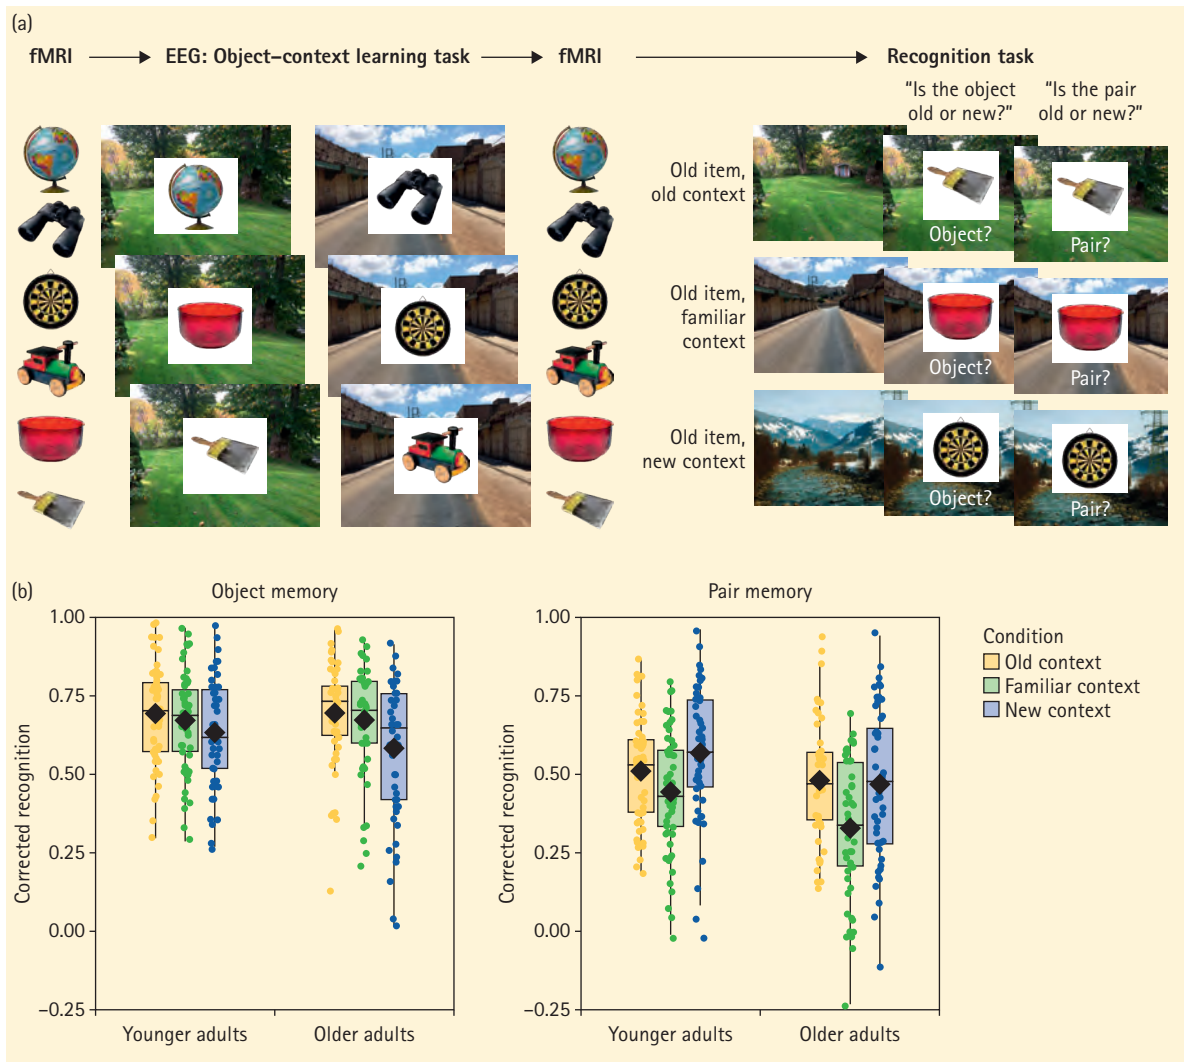 (a)
fMRI
EEG: Object–context learning task
fMRI
Recognition task
"Is the object
old or new?"
"Is the pair
old or new?"
Old item,
old context
Object?
Pair?
Old item,
familiar
context
Object?
Pair?
Old item,
new context
Object?
Pair?
(b)
Object memory
Corrected recognition
1.00
0.75
0.50
0.25
0.00
−0.25
Younger adults
Older adults
Pair memory
Corrected recognition
1.00
0.75
0.50
0.25
0.00
−0.25
Younger adults
Older adults
Condition
Old context
Familiar context
New context